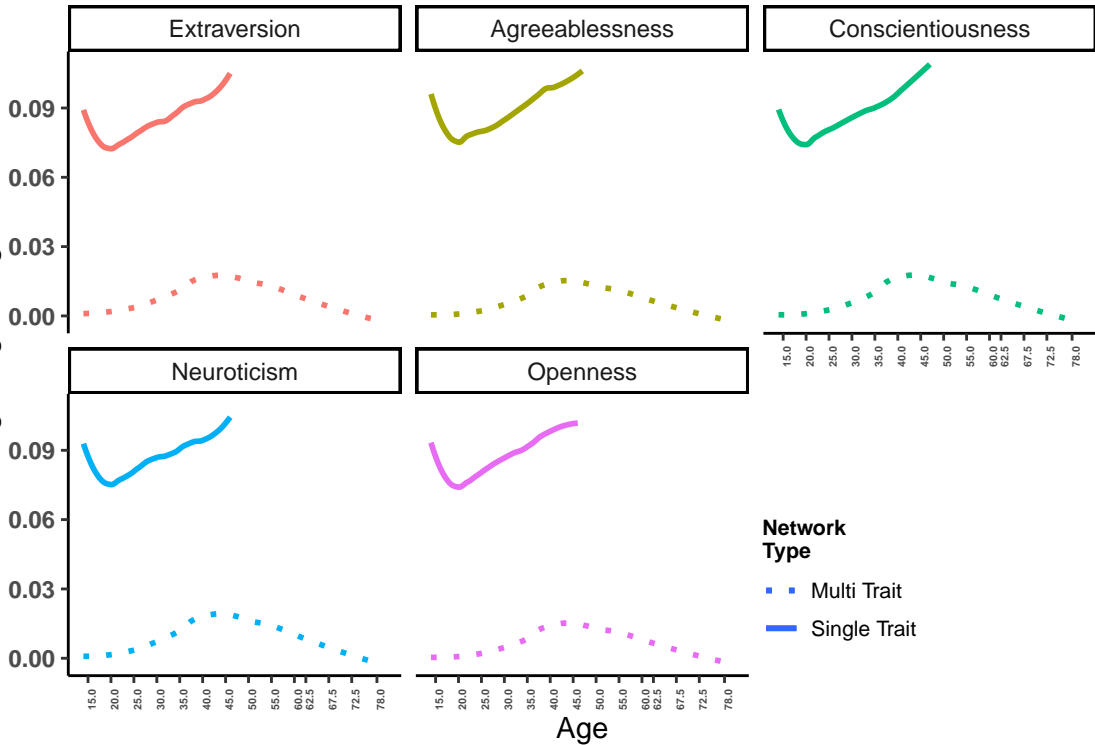 Extraversion Agreeablessness Conscientiousness
0.09
0.06
0.03
0.00
15.0 20.0 25.0 30.0 35.0 40.0 45.0 50.0 55.0 60.0 62.5 67.5 72.5 78.0
Neuroticism Openness
0.09
0.06
0.03
0.00
Network
Type
Multi Trait
Single Trait
15.0 20.0 25.0 30.0 35.0 40.0 45.0 50.0 55.0 60.0 62.5 67.5 72.5 78.0 15.0 20.0 25.0 30.0 35.0 40.0 45.0 50.0 55.0 60.0 62.5 67.5 72.5 78.0
Age